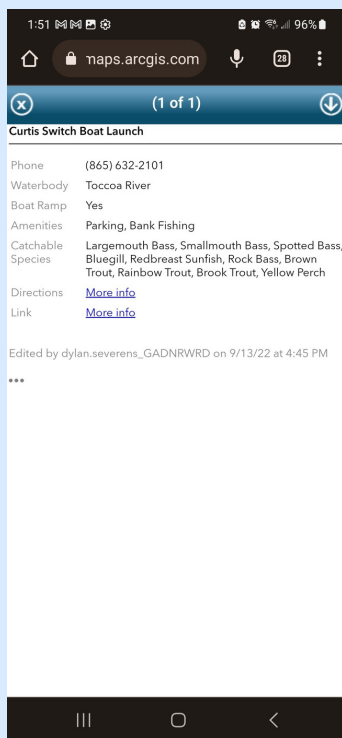 1:51
96%
maps.arcgis.com
28
(1 of 1)
Curtis Switch Boat Launch
Phone (865) 632-2101
Waterbody Toccoa River
Boat Ramp Yes
Amenities Parking, Bank Fishing
Catchable Species Largemouth Bass, Smallmouth Bass, Spotted Bass,
Bluegill, Redbreast Sunfish, Rock Bass, Brown
Trout, Rainbow Trout, Brook Trout, Yellow Perch
Directions More info
Link More info
Edited by dylan.severens_GADNRWRD on 9/13/22 at 4:45 PM